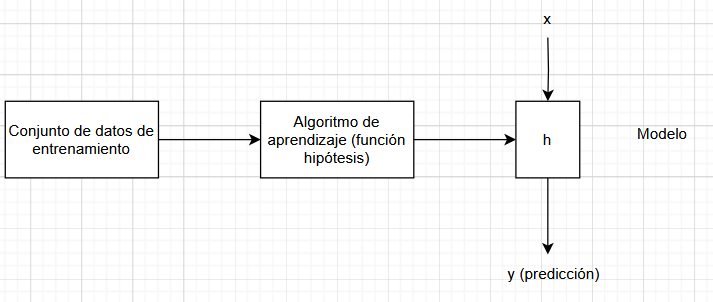 x
Conjunto de datos de
entrenamiento
Algoritmo de
aprendizaje (función
hipótesis)
h
Modelo
y (predicción)